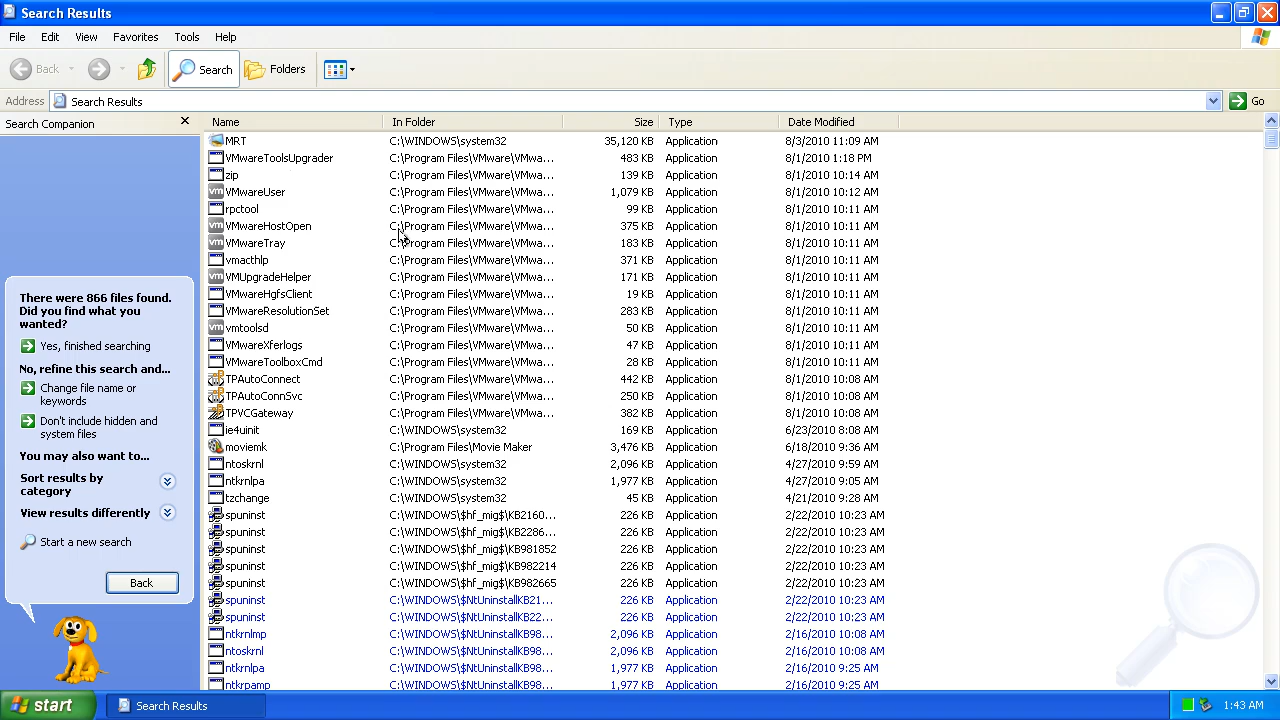 Search Results
File Edit View Favorites Tools Help
Back Search Folders
Address Search Results Go
Search Companion
Name In Folder Size Type Date Modified
MRT C:\WINDOWS\system32 35,120 KB Application 8/3/2010 11:09 AM
VMwareToolsUpgrader C:\Program Files\VMware\VMwa... 488 KB Application 8/1/2010 1:18 PM
zip C:\Program Files\VMware\VMwa... 139 KB Application 8/1/2010 10:14 AM
VMwareUser C:\Program Files\VMware\VMwa... 1,079 KB Application 8/1/2010 10:12 AM
rpctool C:\Program Files\VMware\VMwa... 99 KB Application 8/1/2010 10:11 AM
VMwareHostOpen C:\Program Files\VMware\VMwa... 375 KB Application 8/1/2010 10:11 AM
VMwareTray C:\Program Files\VMware\VMwa... 183 KB Application 8/1/2010 10:11 AM
vmacthlp C:\Program Files\VMware\VMwa... 371 KB Application 8/1/2010 10:11 AM
VMUpgradeHelper C:\Program Files\VMware\VMwa... 171 KB Application 8/1/2010 10:11 AM
VMwareHgfsClient C:\Program Files\VMware\VMwa... 19 KB Application 8/1/2010 10:11 AM
VMwareResolutionSet C:\Program Files\VMware\VMwa... 283 KB Application 8/1/2010 10:11 AM
vmtoolsd C:\Program Files\VMware\VMwa... 50 KB Application 8/1/2010 10:11 AM
VMwareXferlogs C:\Program Files\VMware\VMwa... 47 KB Application 8/1/2010 10:11 AM
VMwareToolboxCmd C:\Program Files\VMware\VMwa... 28 KB Application 8/1/2010 10:11 AM
TPAutoConnect C:\Program Files\VMware\VMwa... 442 KB Application 8/1/2010 10:08 AM
TPAutoConnSvc C:\Program Files\VMware\VMwa... 250 KB Application 8/1/2010 10:08 AM
TPVCGateway C:\Program Files\VMware\VMwa... 382 KB Application 8/1/2010 10:08 AM
ie4uinit C:\WINDOWS\system32 169 KB Application 6/23/2010 8:08 AM
moviemk C:\Program Files\Movie Maker 3,476 KB Application 6/18/2010 9:36 AM
ntoskrnl C:\WINDOWS\system32 2,096 KB Application 4/27/2010 9:59 AM
ntkrnlpa C:\WINDOWS\system32 1,977 KB Application 4/27/2010 9:05 AM
tzchange C:\WINDOWS\system32 45 KB Application 4/21/2010 9:28 AM
spuninst C:\WINDOWS\$hf_mig$\KB2160... 226 KB Application 2/22/2010 10:23 AM
spuninst C:\WINDOWS\$hf_mig$\KB2286... 226 KB Application 2/22/2010 10:23 AM
spuninst C:\WINDOWS\$hf_mig$\KB981852 226 KB Application 2/22/2010 10:23 AM
spuninst C:\WINDOWS\$hf_mig$\KB982214 226 KB Application 2/22/2010 10:23 AM
spuninst C:\WINDOWS\$hf_mig$\KB982665 226 KB Application 2/22/2010 10:23 AM
spuninst C:\WINDOWS\$NtUninstallKB21... 226 KB Application 2/22/2010 10:23 AM
spuninst C:\WINDOWS\$NtUninstallKB22... 226 KB Application 2/22/2010 10:23 AM
ntkrnlmp C:\WINDOWS\$NtUninstallKB98... 2,096 KB Application 2/16/2010 10:08 AM
ntoskrnl C:\WINDOWS\$NtUninstallKB98... 2,096 KB Application 2/16/2010 10:08 AM
ntkrnlpa C:\WINDOWS\$NtUninstallKB98... 1,977 KB Application 2/16/2010 9:25 AM
ntkrpamp C:\WINDOWS\$NtUninstallKB98... 1,977 KB Application 2/16/2010 9:25 AM
There were 866 files found.
Did you find what you
wanted?
Yes, finished searching
No, refine this search and...
Change file name or
keywords
Don't include hidden and
system files
You may also want to...
Sort results by
category
View results differently
Start a new search
Back
start Search Results 1:43 AM